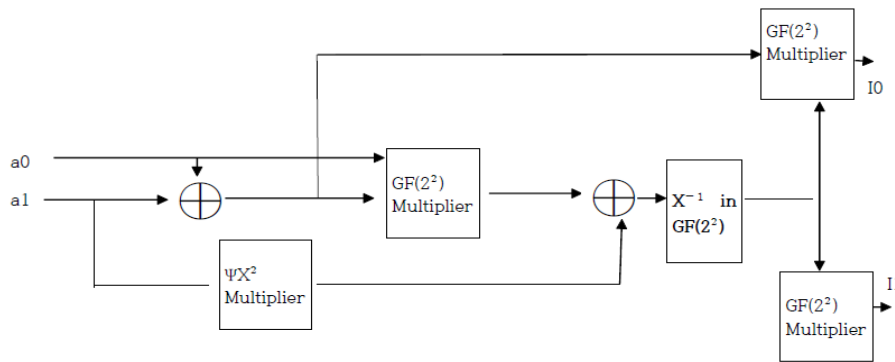 GF(2²)
Multiplier
I0
a0
a1
GF(2²)
Multiplier
X⁻¹ in
GF(2²)
ΨX²
Multiplier
I
GF(2²)
Multiplier